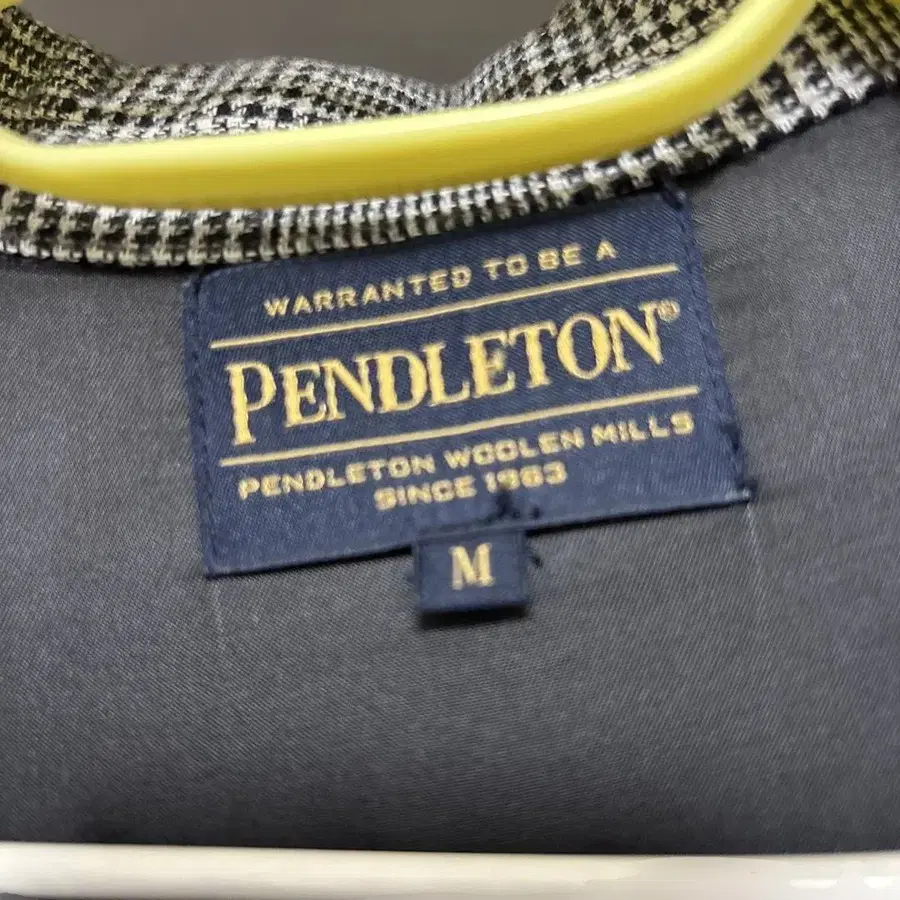 WARRANTED TO BE A
PENDLETON®
PENDLETON WOOLEN MILLS
SINCE 1863
M